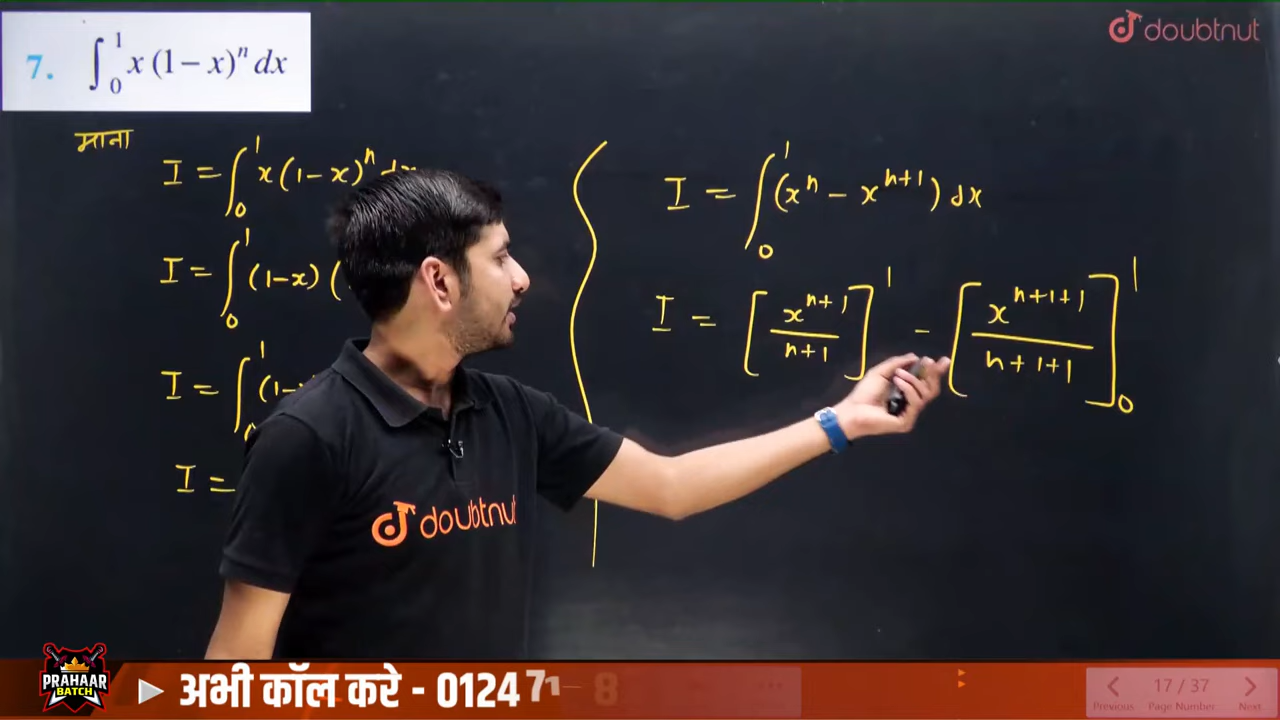 doubtnut
7. ∫₀¹ x (1 – x)ⁿ dx
माना
I = ∫₀¹ x(1-x)ⁿ dx
I = ∫₀¹ (1-x) (
I = ∫₀¹ (1-
I =
I = ∫₀¹ (xⁿ - xⁿ⁺¹) dx
I = [xⁿ⁺¹/n+1]¹ - [xⁿ⁺¹⁺¹/n+1+1]₀¹
doubtnut
PRAHAAR
BATCH
अभी कॉल करे - 0124
17 / 37
Previous Page Number Next